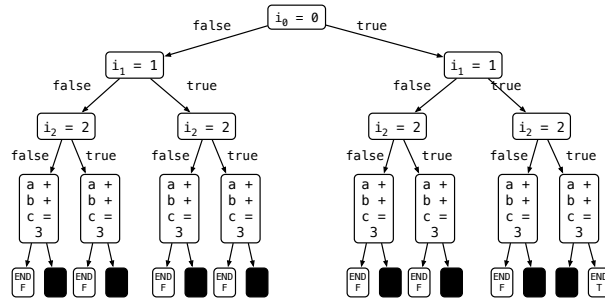 i₀ = 0
false true
i₁ = 1 i₁ = 1
false true false true
i₂ = 2 i₂ = 2 i₂ = 2 i₂ = 2
false true false true false true false true
a + a + a + a + a + a + a + a +
b + b + b + b + b + b + b + b +
c = c = c = c = c = c = c = c =
3 3 3 3 3 3 3 3
END END END END END END END END
F F F F F F F T